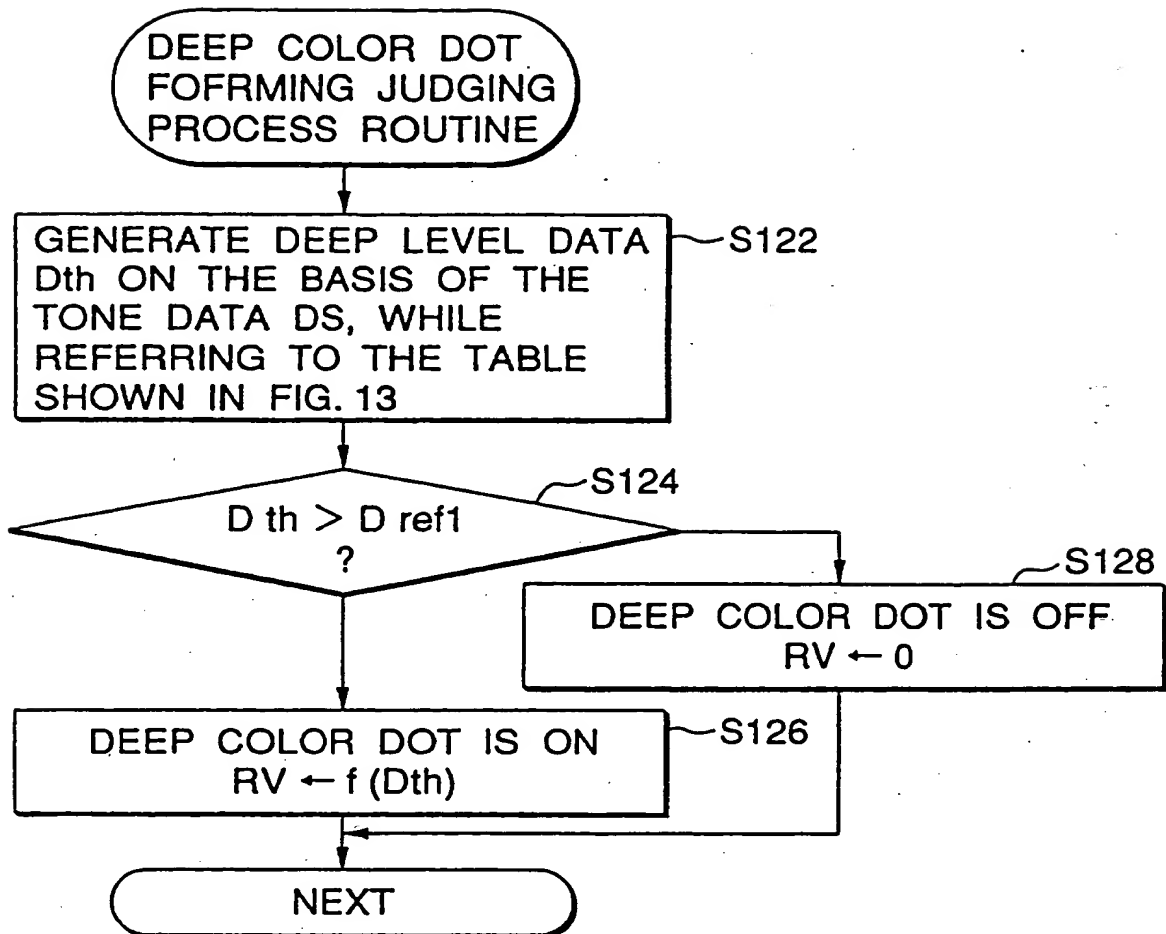 DEEP COLOR DOT
FOFRMING JUDGING
PROCESS ROUTINE
GENERATE DEEP LEVEL DATA
Dth ON THE BASIS OF THE
TONE DATA DS, WHILE
REFERRING TO THE TABLE
SHOWN IN FIG. 13
S122
S124
D th > D ref1
?
S128
DEEP COLOR DOT IS OFF
RV ← 0
S126
DEEP COLOR DOT IS ON
RV ← f (Dth)
NEXT